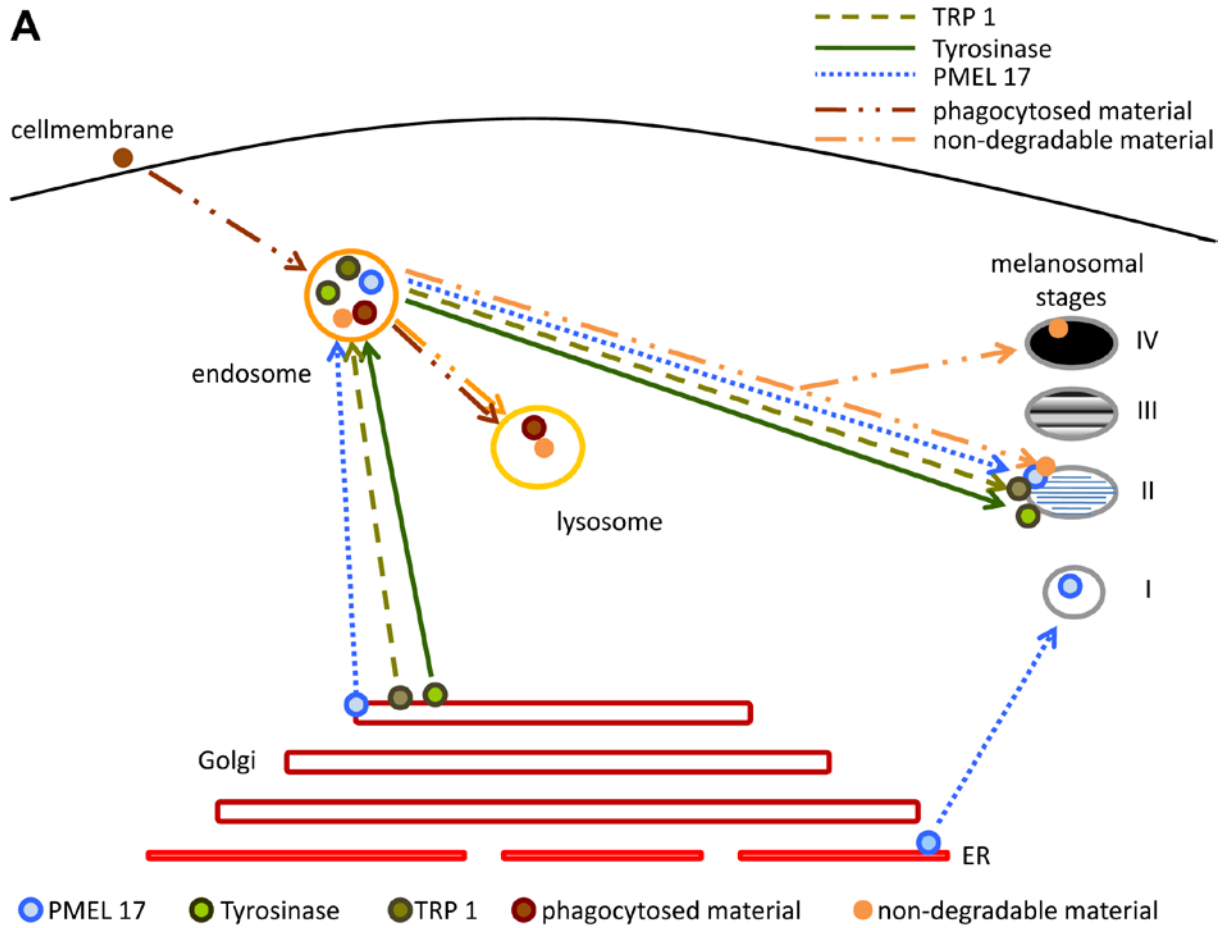 A
TRP 1
Tyrosinase
PMEL 17
phagocytosed material
non-degradable material
cellmembrane
melanosomal
stages
IV
endosome
III
II
lysosome
I
Golgi
ER
PMEL 17
Tyrosinase
TRP 1
phagocytosed material
non-degradable material